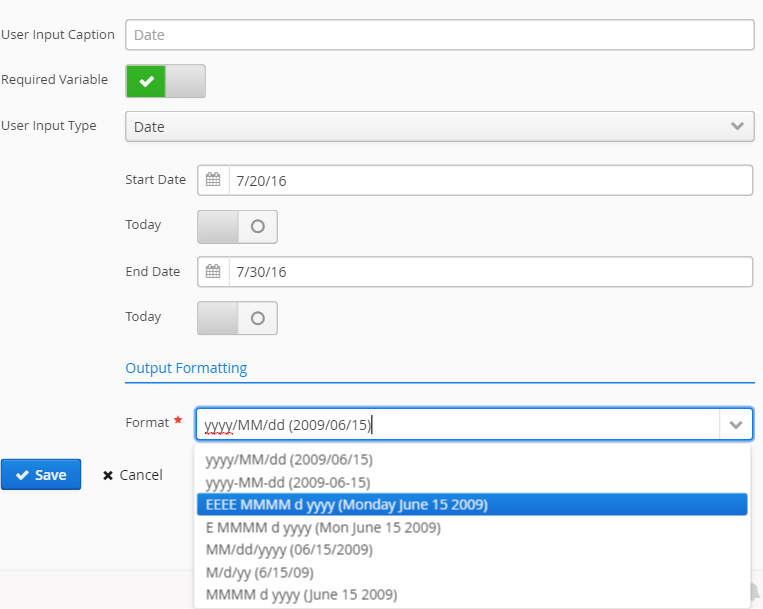 User Input Caption Date
Required Variable
User Input Type Date
Start Date 7/20/16
Today
End Date 7/30/16
Today
Output Formatting
Format * yyyy/MM/dd (2009/06/15)
yyyy/MM/dd (2009/06/15)
Save Cancel
yyyy-MM-dd (2009-06-15)
EEEE MMMM d yyyy (Monday June 15 2009)
E MMMM d yyyy (Mon June 15 2009)
MM/dd/yyyy (06/15/2009)
M/d/yy (6/15/09)
MMMM d yyyy (June 15 2009)